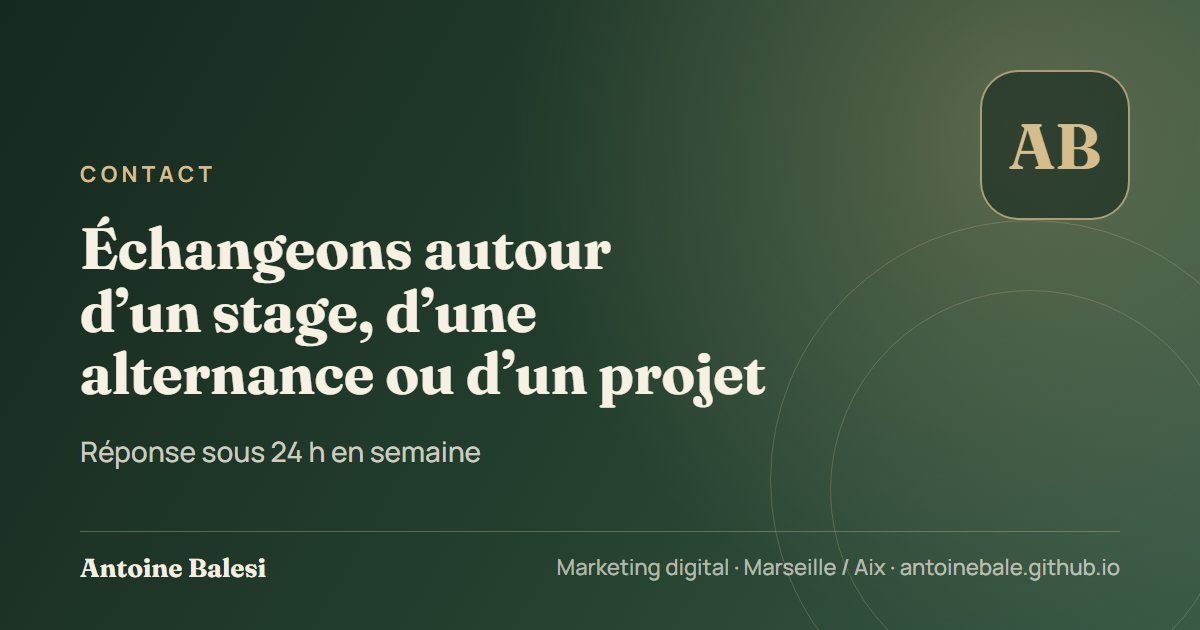 AB
CONTACT
Échangeons autour
d’un stage, d’une
alternance ou d’un projet
Réponse sous 24 h en semaine
Antoine Balesi
Marketing digital · Marseille / Aix · antoinebale.github.io